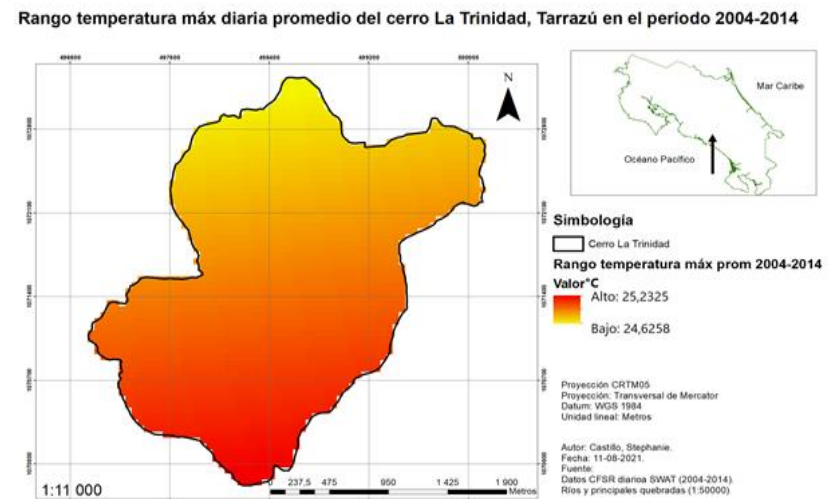 Rango temperatura máx diaria promedio del cerro La Trinidad, Tarrazú en el periodo 2004-2014
N
Mar Caribe
Océano Pacífico
Simbología
Cerro La Trinidad
Rango temperatura máx prom 2004-2014
Valor°C
Alto: 25,2325
Bajo: 24,6258
Proyección CRTM05
Proyección: Transversal de Mercator
Datum: WGS 1984
Unidad lineal: Metros
Autor: Castillo, Stephanie.
Fecha: 11-08-2021.
Fuente:
Datos CFSR diarioa SWAT (2004-2014).
Ríos y principales quebradas (1:50000)
1:11 000
0 237,5 475 950 1 425 1 900
Metros